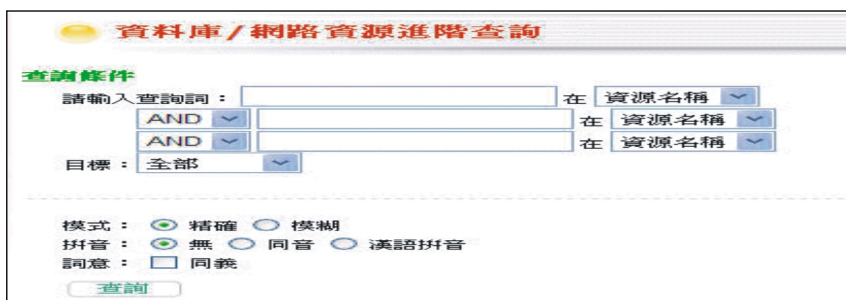 資料庫/網路資源進階查詢
查詢條件
請輸入查詢詞： 在 資源名稱
AND 在 資源名稱
AND 在 資源名稱
目標： 全部
模式： 精確 模糊
拼音： 無 同音 漢語拼音
詞意： 同義
查詢